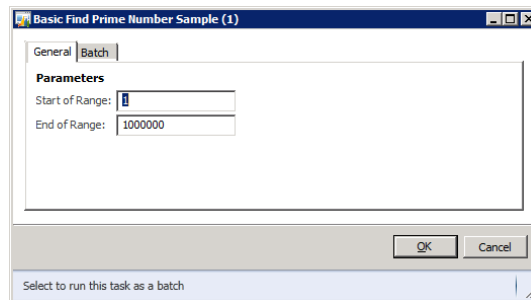 Basic Find Prime Number Sample (1)
General Batch
Parameters
Start of Range: 1
End of Range: 1000000
OK Cancel
Select to run this task as a batch